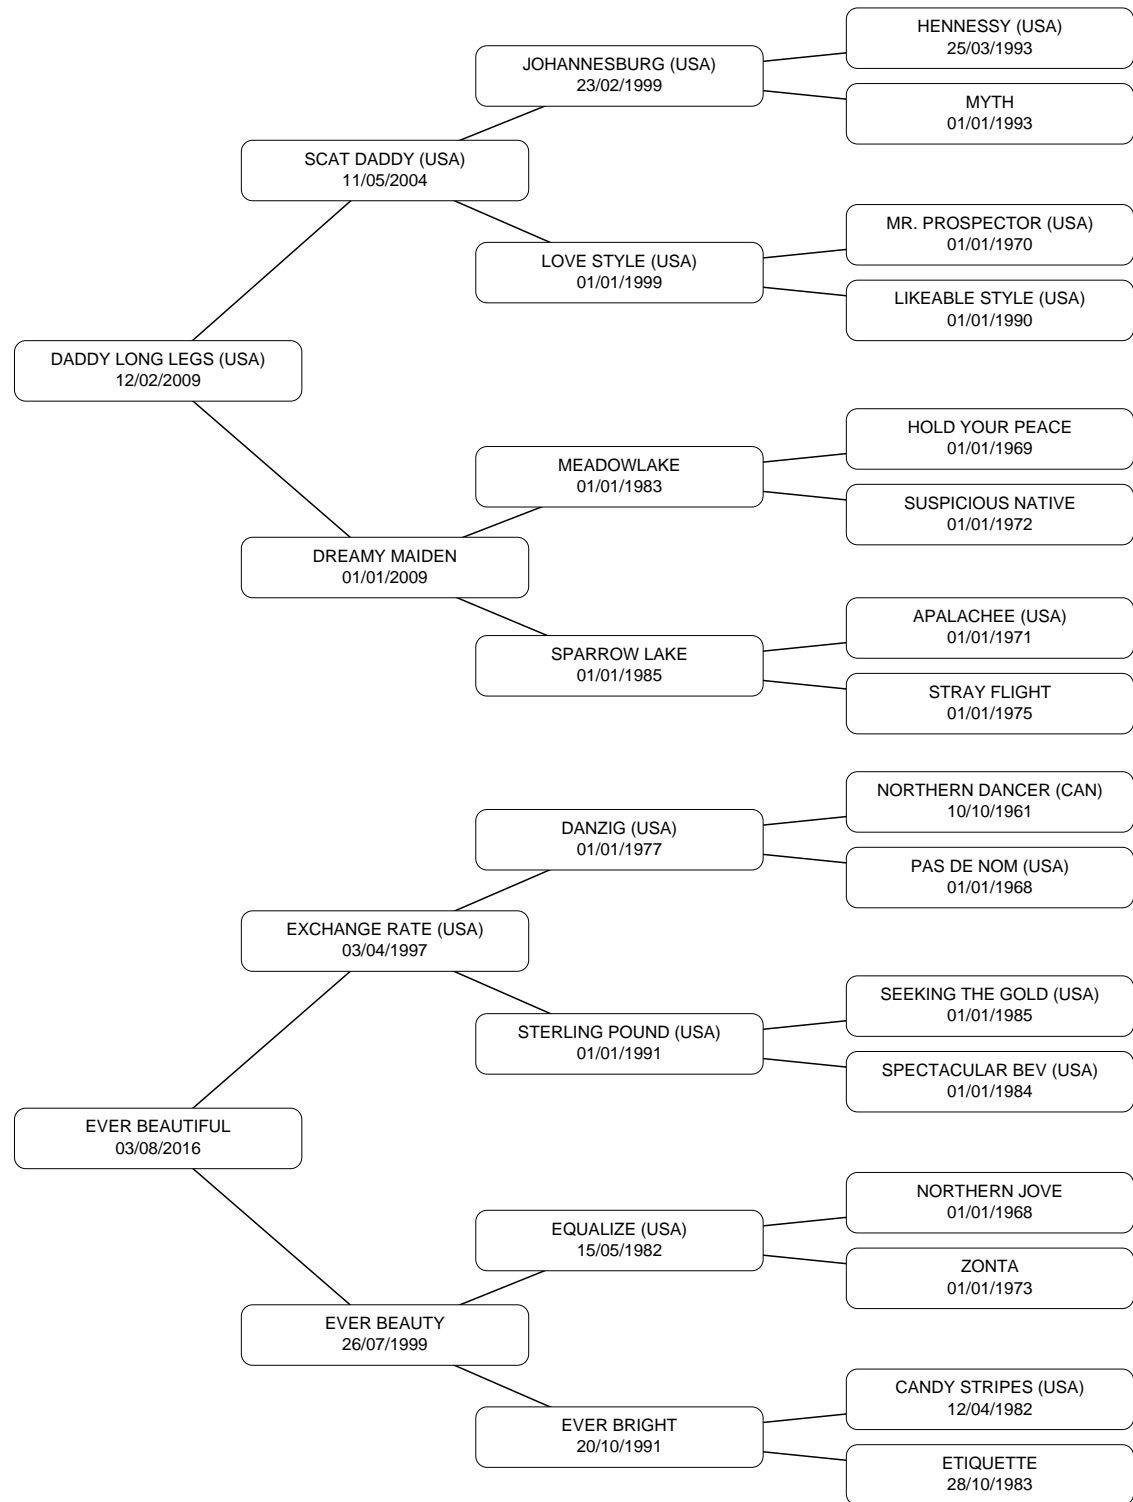 HENNESSY (USA)
25/03/1993
JOHANNESBURG (USA)
23/02/1999
MYTH
01/01/1993
SCAT DADDY (USA)
11/05/2004
MR. PROSPECTOR (USA)
01/01/1970
LOVE STYLE (USA)
01/01/1999
LIKEABLE STYLE (USA)
01/01/1990
DADDY LONG LEGS (USA)
12/02/2009
HOLD YOUR PEACE
01/01/1969
MEADOWLAKE
01/01/1983
SUSPICIOUS NATIVE
01/01/1972
DREAMY MAIDEN
01/01/2009
APALACHEE (USA)
01/01/1971
SPARROW LAKE
01/01/1985
STRAY FLIGHT
01/01/1975
NORTHERN DANCER (CAN)
10/10/1961
DANZIG (USA)
01/01/1977
PAS DE NOM (USA)
01/01/1968
EXCHANGE RATE (USA)
03/04/1997
SEEKING THE GOLD (USA)
01/01/1985
STERLING POUND (USA)
01/01/1991
SPECTACULAR BEV (USA)
01/01/1984
EVER BEAUTIFUL
03/08/2016
NORTHERN JOVE
01/01/1968
EQUALIZE (USA)
15/05/1982
ZONTA
01/01/1973
EVER BEAUTY
26/07/1999
CANDY STRIPES (USA)
12/04/1982
EVER BRIGHT
20/10/1991
ETIQUETTE
28/10/1983